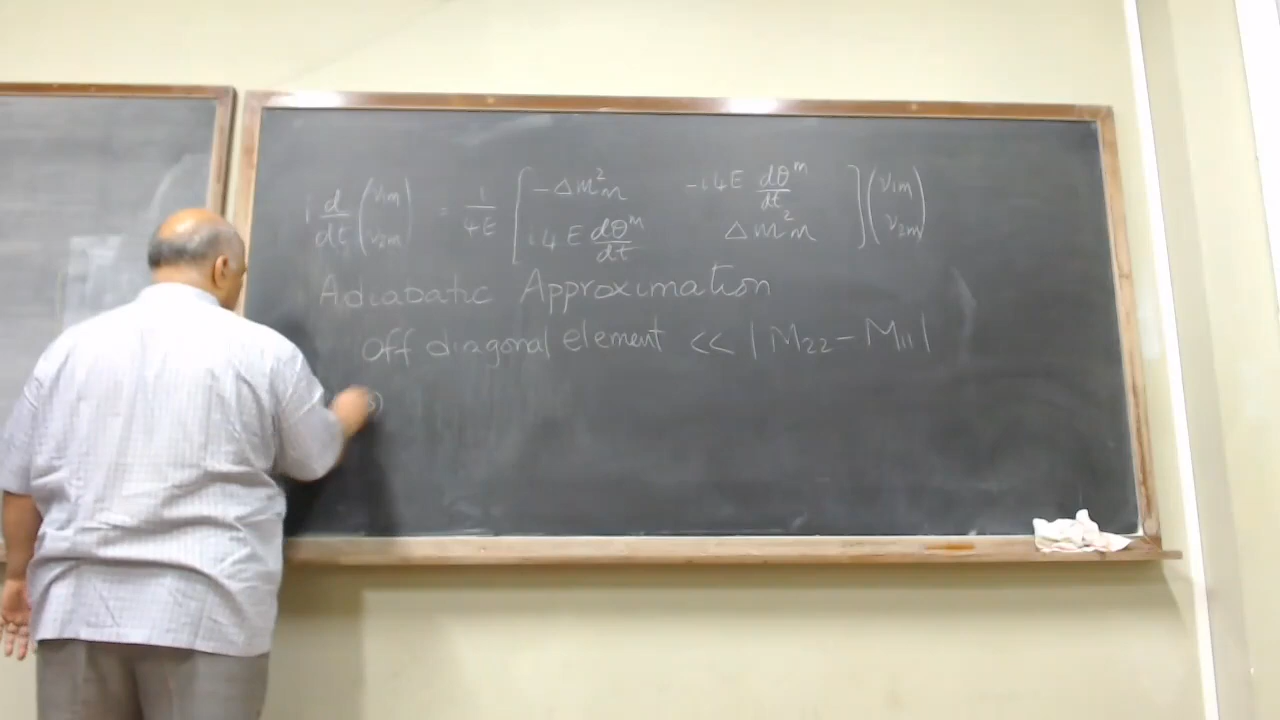 i d/dt (ν1m ν2m) = 1/4E [ -Δm²m   -i4E dθᵐ/dt
i4E dθᵐ/dt   Δm²m ] (ν1m ν2m)
Adiabatic Approximation
Off diagonal element << |M22 - M11|